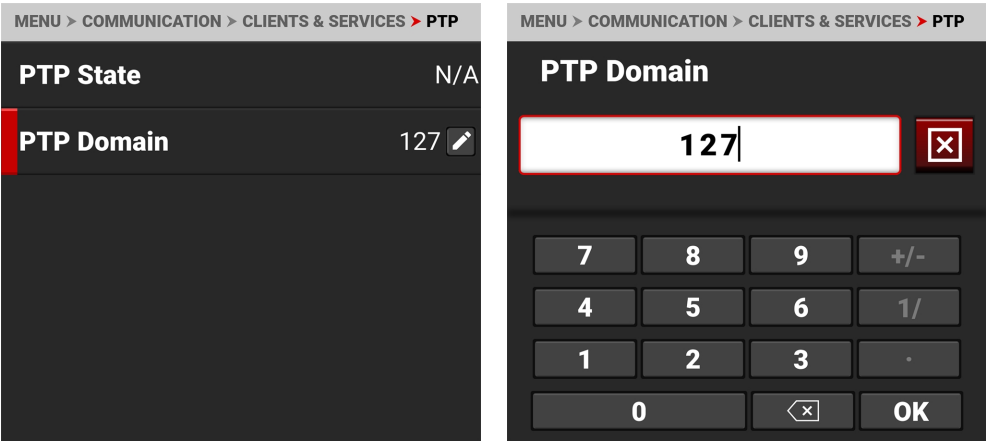 MENU > COMMUNICATION > CLIENTS & SERVICES > PTP
PTP State N/A
PTP Domain 127
MENU > COMMUNICATION > CLIENTS & SERVICES > PTP
PTP Domain
127
7 8 9 +/-
4 5 6 1/
1 2 3 .
0 OK